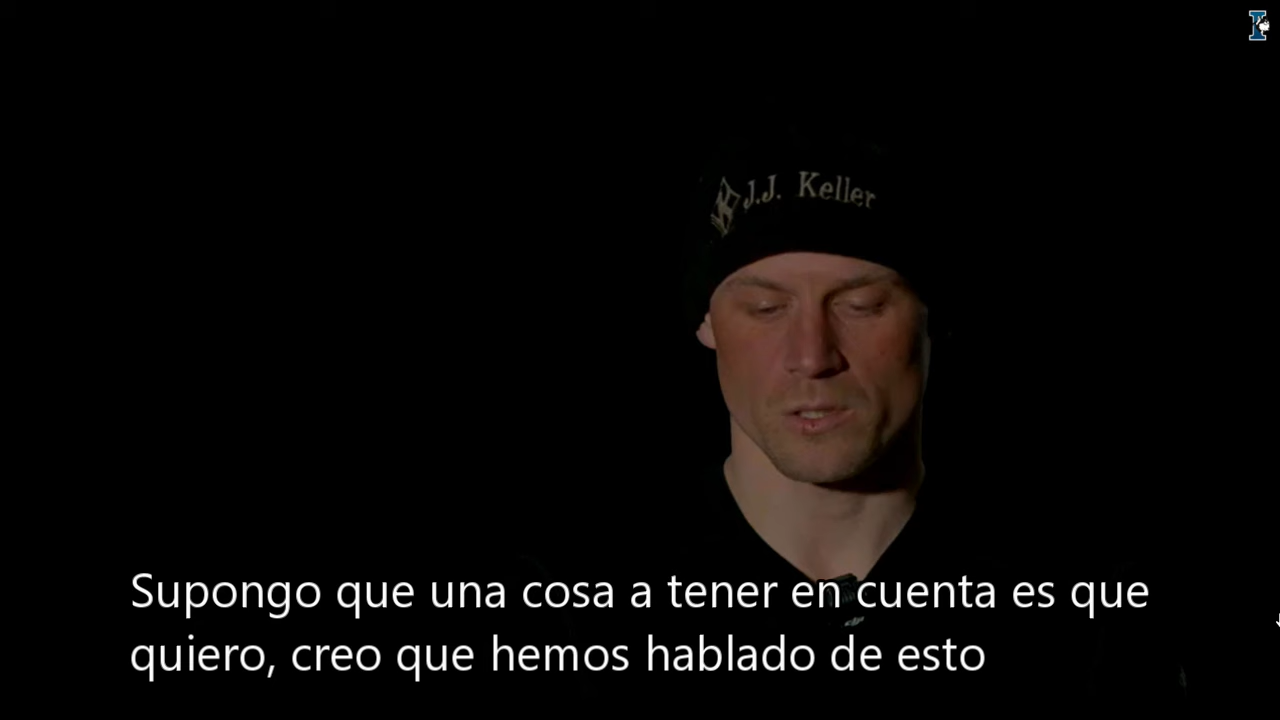 J.J. Keller
Supongo que una cosa a tener en cuenta es que
quiero, creo que hemos hablado de esto